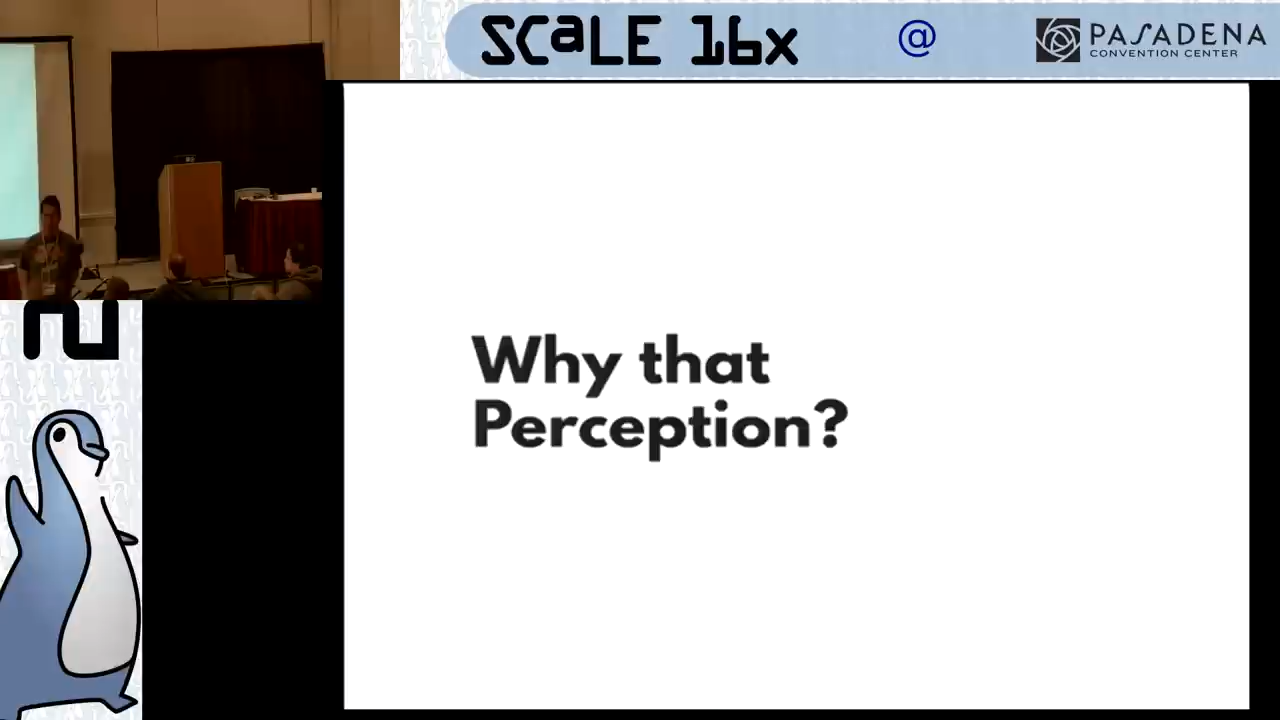 SCaLE 16x
@
PASADENA
CONVENTION CENTER
Why that
Perception?